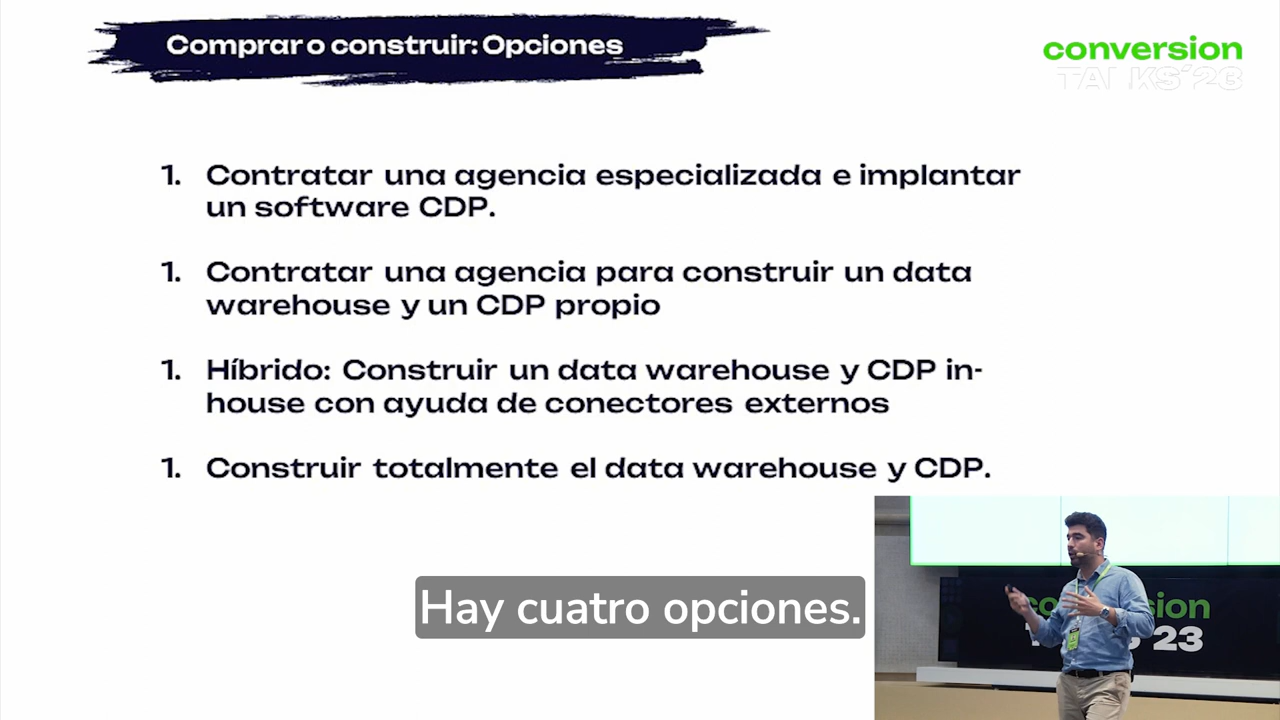 Comprar o construir: Opciones
conversion
TALKS´23
1. Contratar una agencia especializada e implantar
un software CDP.
1. Contratar una agencia para construir un data
warehouse y un CDP propio
1. Híbrido: Construir un data warehouse y CDP in-
house con ayuda de conectores externos
1. Construir totalmente el data warehouse y CDP.
Hay cuatro opciones.